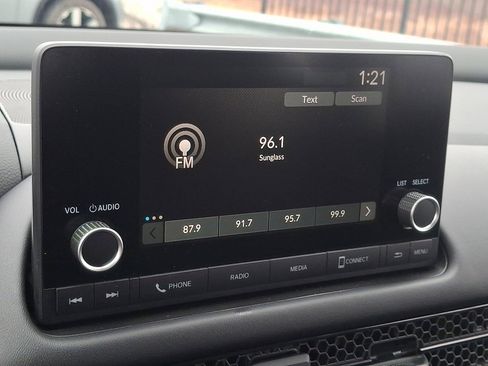 1:21
Text Scan
FM
96.1
Sunglass
VOL AUDIO
LIST SELECT
87.9 91.7 95.7 99.9
PHONE RADIO MEDIA CONNECT MENU